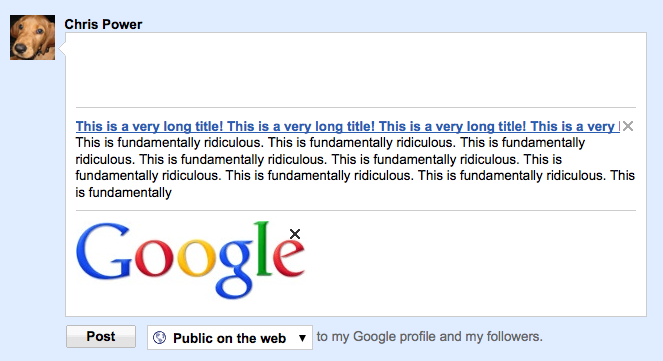 Chris Power
This is a very long title! This is a very long title! This is a very long title! This is a very
This is fundamentally ridiculous. This is fundamentally ridiculous. This is fundamentally
ridiculous. This is fundamentally ridiculous. This is fundamentally ridiculous. This is
fundamentally ridiculous. This is fundamentally ridiculous. This is fundamentally ridiculous. This
is fundamentally
Google
Post Public on the web to my Google profile and my followers.